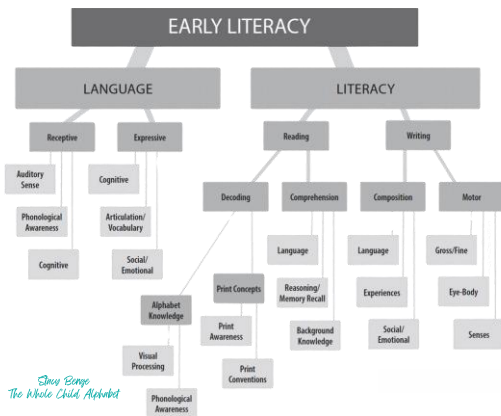 EARLY LITERACY
LANGUAGE
LITERACY
Receptive
Expressive
Reading
Writing
Auditory
Sense
Cognitive
Decoding
Comprehension
Composition
Motor
Phonological
Awareness
Articulation/
Vocabulary
Language
Language
Gross/Fine
Cognitive
Social/
Emotional
Alphabet
Knowledge
Print Concepts
Reasoning/
Memory Recall
Experiences
Eye-Body
Print
Awareness
Background
Knowledge
Social/
Emotional
Senses
Visual
Processing
Print
Conventions
Phonological
Awareness
Stacy Benge
The Whole Child Alphabet